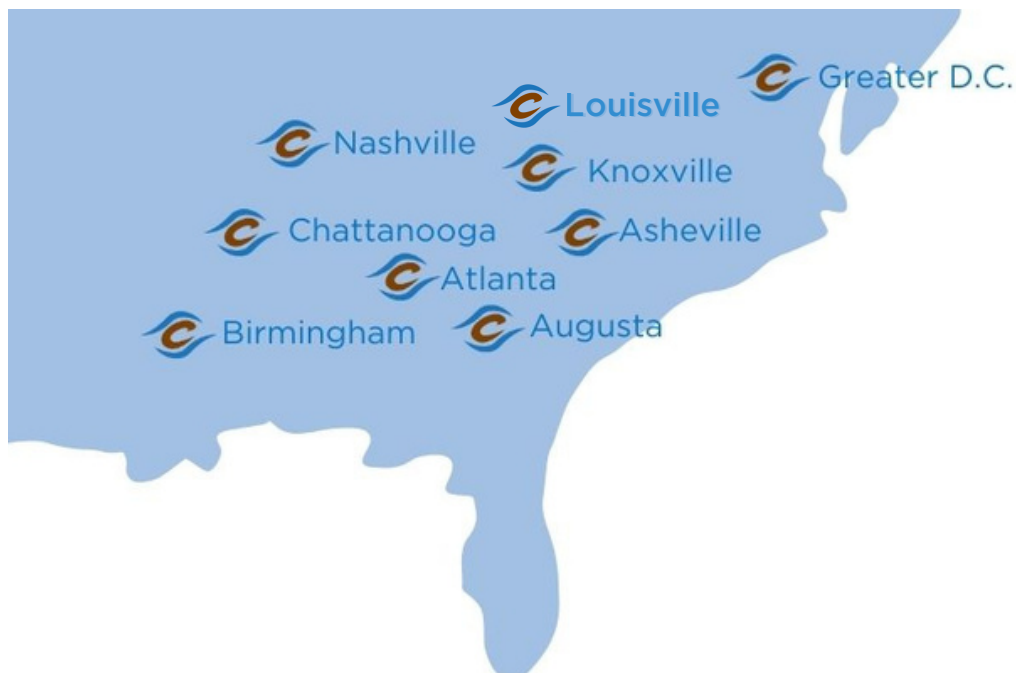 Greater D.C.
Louisville
Nashville
Knoxville
Chattanooga
Asheville
Atlanta
Birmingham
Augusta